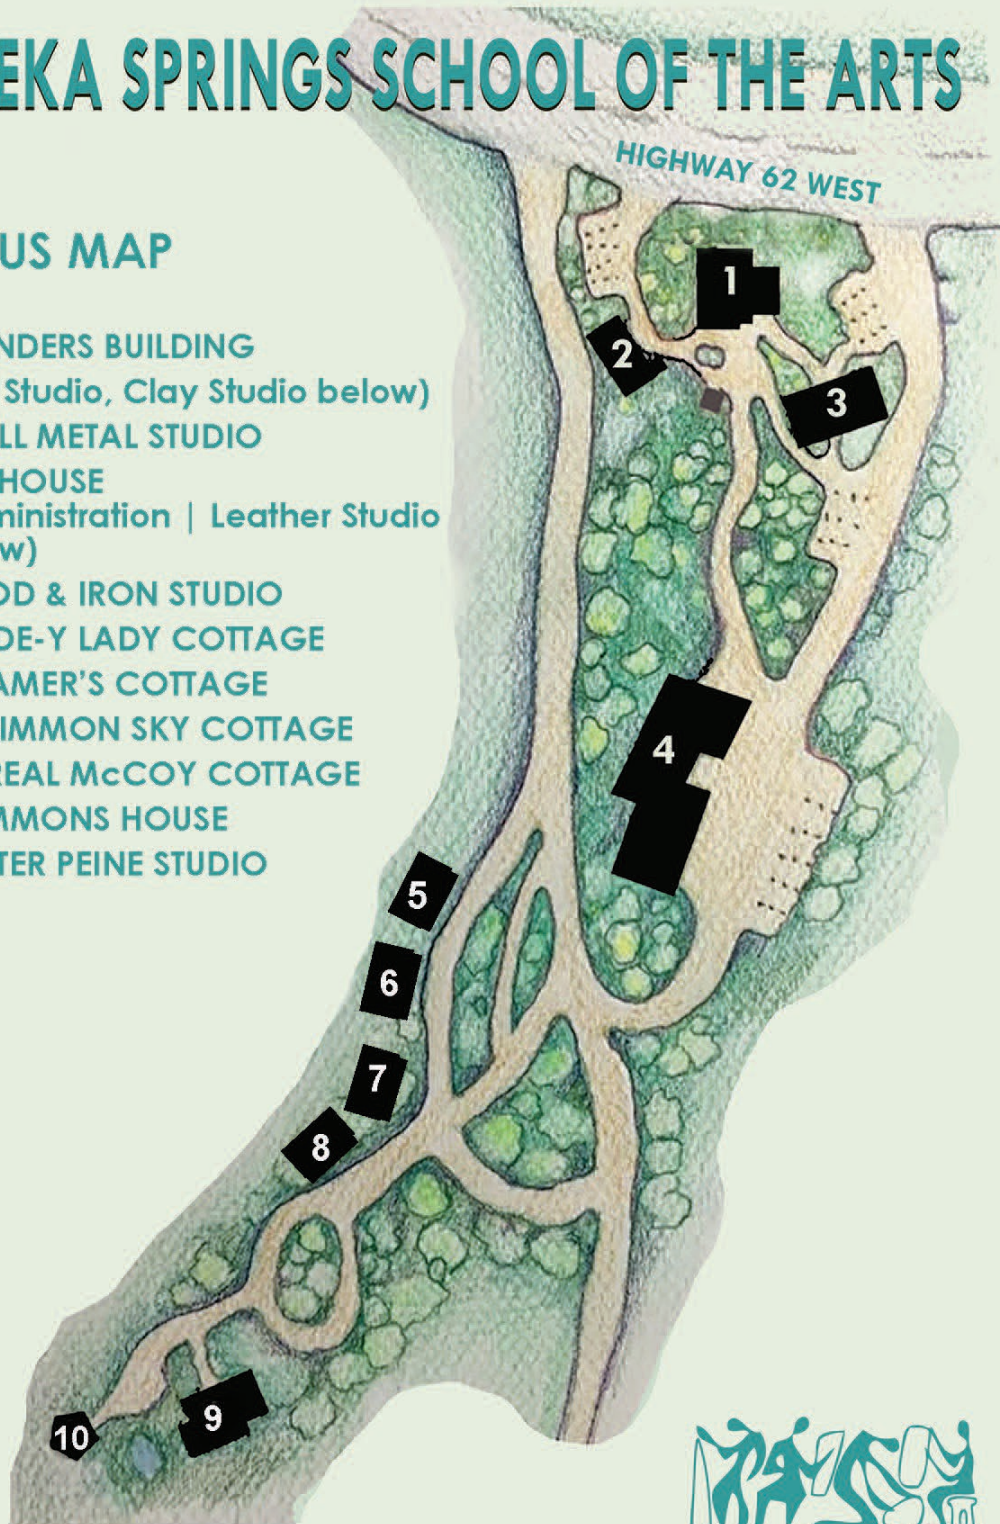 EKA SPRINGS SCHOOL OF THE ARTS
HIGHWAY 62 WEST
US MAP
NDERS BUILDING
Studio, Clay Studio below)
LL METAL STUDIO
HOUSE
ministration | Leather Studio
w)
OD & IRON STUDIO
DE-Y LADY COTTAGE
AMER'S COTTAGE
IMMON SKY COTTAGE
REAL McCOY COTTAGE
MMONS HOUSE
TER PEINE STUDIO
1
2
3
4
5
6
7
8
9
10